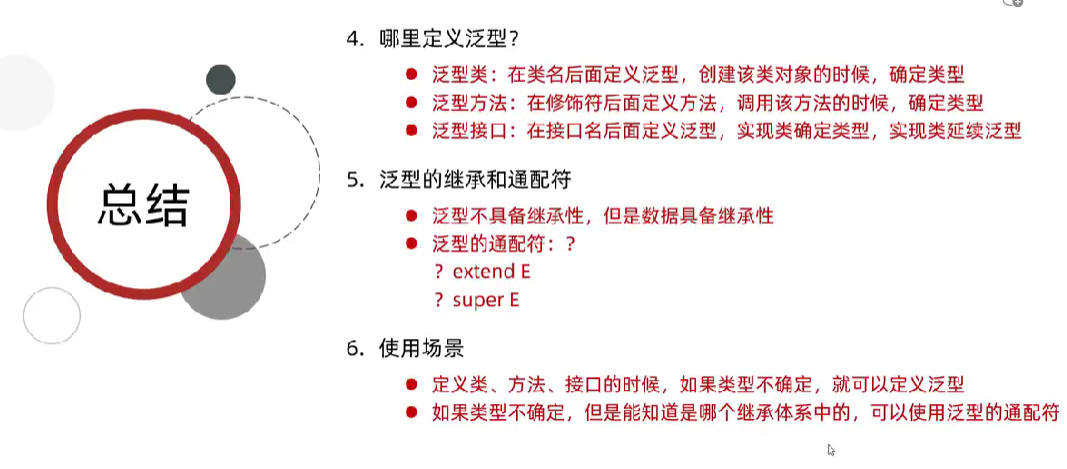 总结
4. 哪里定义泛型?
● 泛型类：在类名后面定义泛型，创建该类对象的时候，确定类型
● 泛型方法：在修饰符后面定义方法，调用该方法的时候，确定类型
● 泛型接口：在接口名后面定义泛型，实现类确定类型，实现类延续泛型
5. 泛型的继承和通配符
● 泛型不具备继承性，但是数据具备继承性
● 泛型的通配符：?
? extend E
? super E
6. 使用场景
● 定义类、方法、接口的时候，如果类型不确定，就可以定义泛型
● 如果类型不确定，但是能知道是哪个继承体系中的，可以使用泛型的通配符